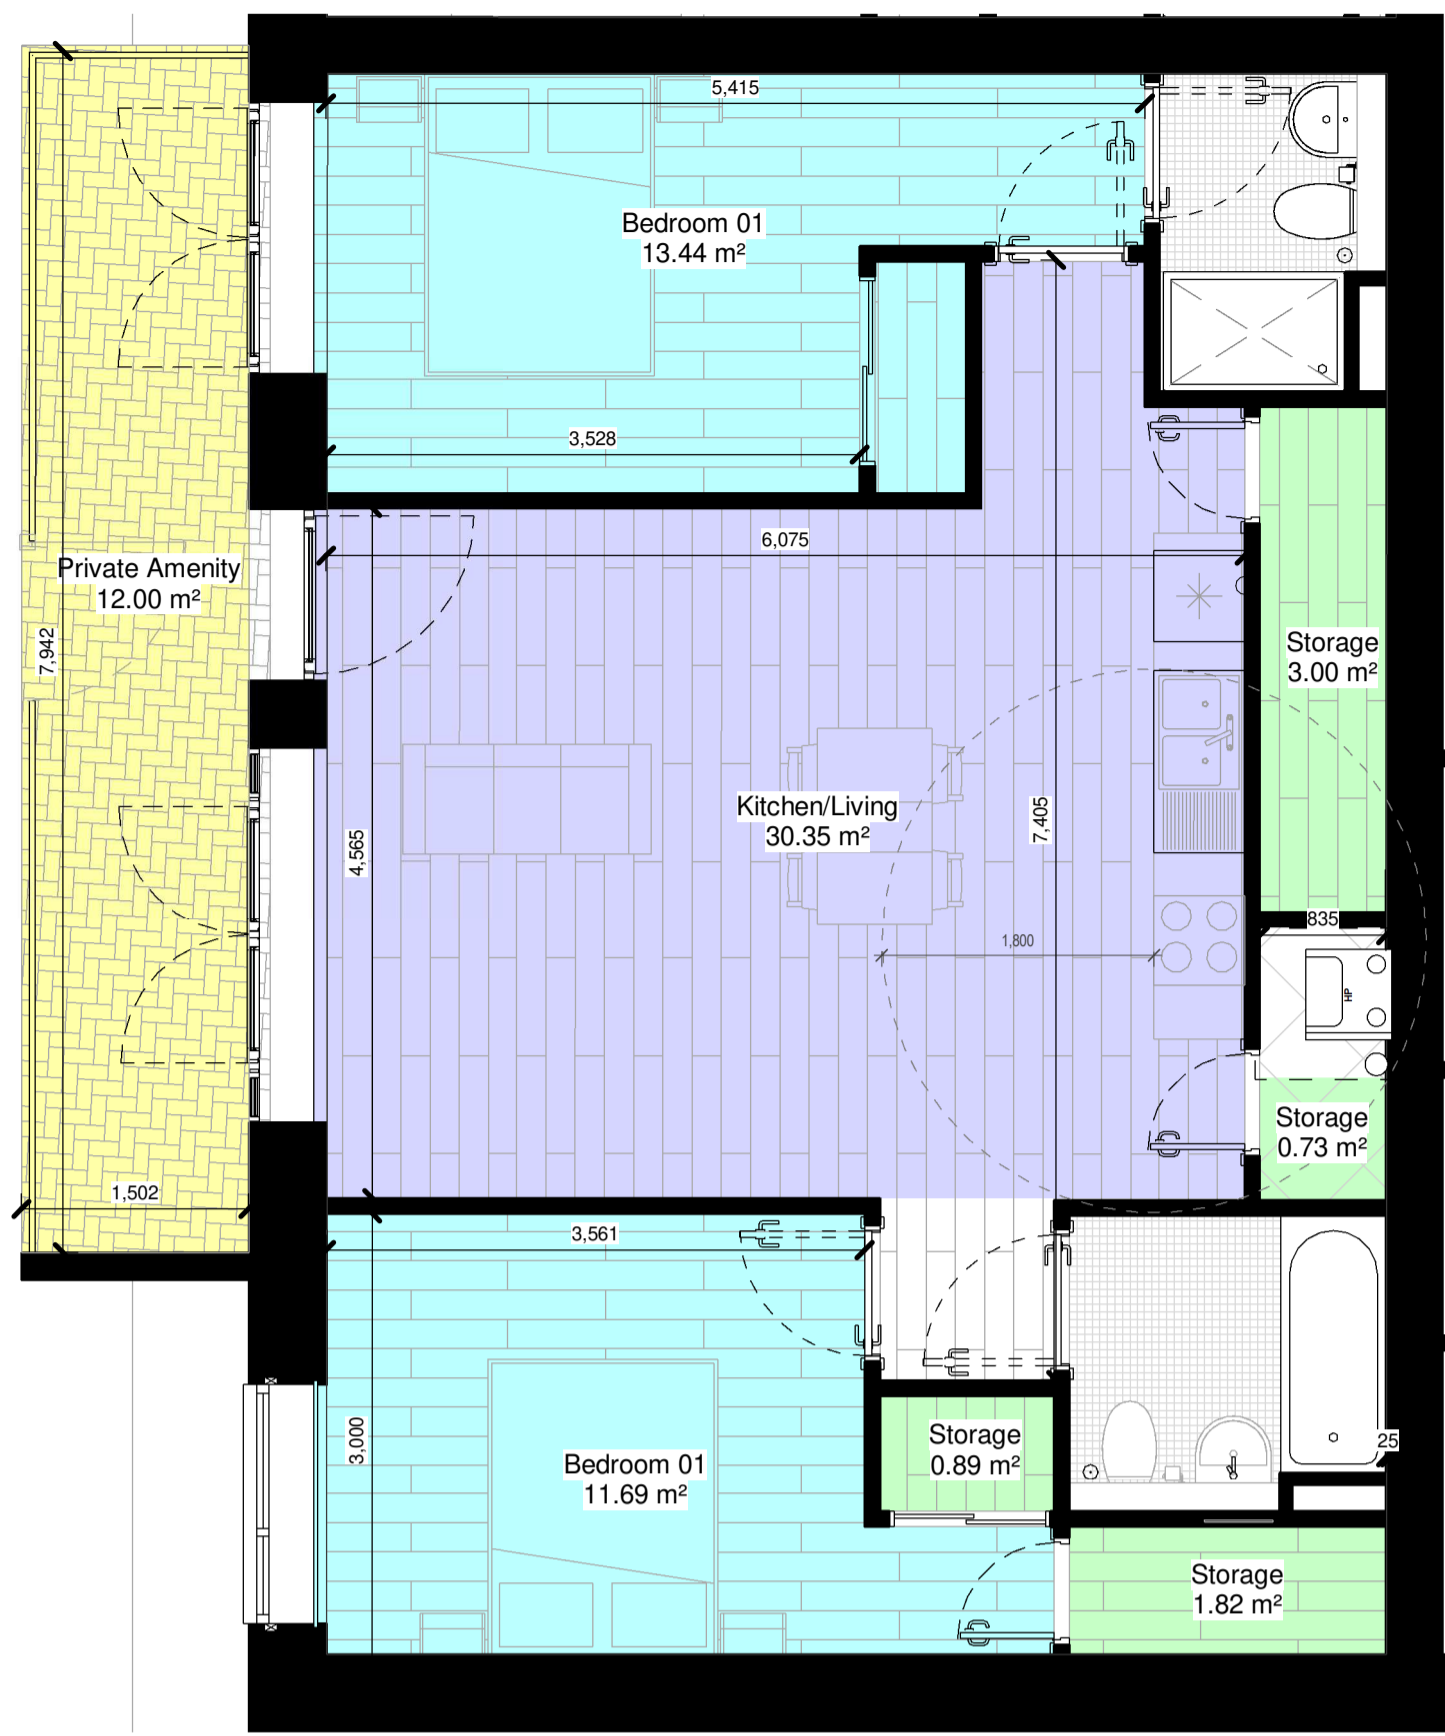 5,415
Bedroom 01
13.44 m²
3,528
6,075
Private Amenity
12.00 m²
7,942
Storage
3.00 m²
Kitchen/Living
30.35 m²
7,405
4,565
835
1,800
HP
Storage
0.73 m²
1,502
3,561
3,000
Storage
0.89 m²
25
Bedroom 01
11.69 m²
Storage
1.82 m²